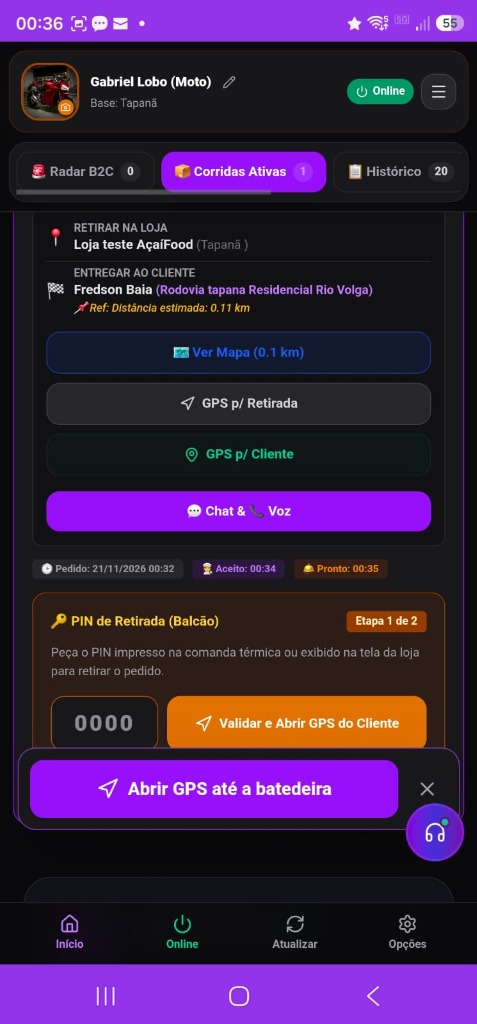 00:36
5G
55
Gabriel Lobo (Moto)
Base: Tapanã
Online
Radar B2C 0
Corridas Ativas 1
Histórico 20
RETIRAR NA LOJA
Loja teste AçaíFood (Tapanã )
ENTREGAR AO CLIENTE
Fredson Baia (Rodovia tapana Residencial Rio Volga)
Ref: Distância estimada: 0.11 km
Ver Mapa (0.1 km)
GPS p/ Retirada
GPS p/ Cliente
Chat & Voz
Pedido: 21/11/2026 00:32
Aceito: 00:34
Pronto: 00:35
PIN de Retirada (Balcão)
Etapa 1 de 2
Peça o PIN impresso na comanda térmica ou exibido na tela da loja
para retirar o pedido.
0000
Validar e Abrir GPS do Cliente
Abrir GPS até a batedeira
Início
Online
Atualizar
Opções